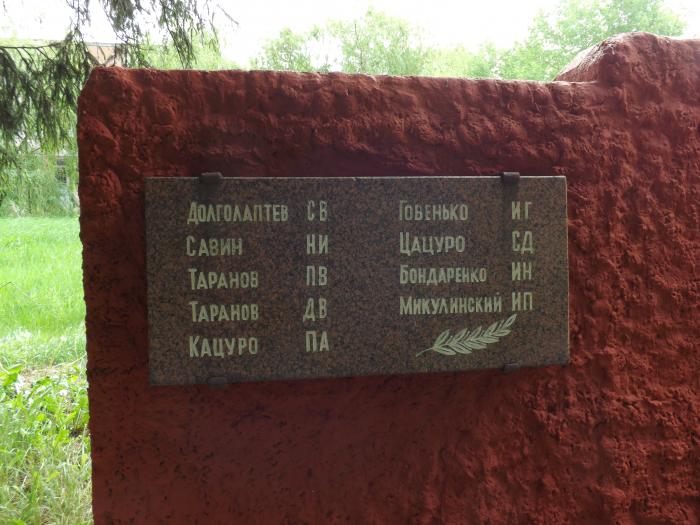 Долголаптев СВ
Савин НИ
Таранов ПВ
Таранов ДВ
Кацуро ПА
Говенько ИГ
Цацуро СД
Бондаренко ИН
Микулинский ИП